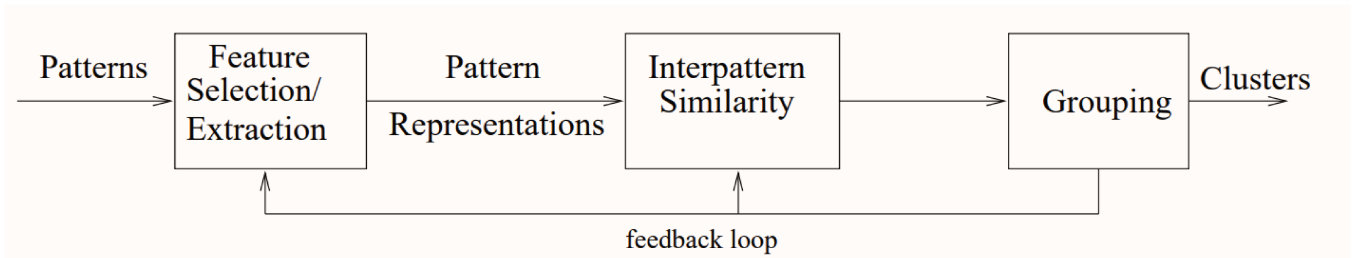 Patterns
Feature
Selection/
Extraction
Pattern
Representations
Interpattern
Similarity
Grouping
Clusters
feedback loop